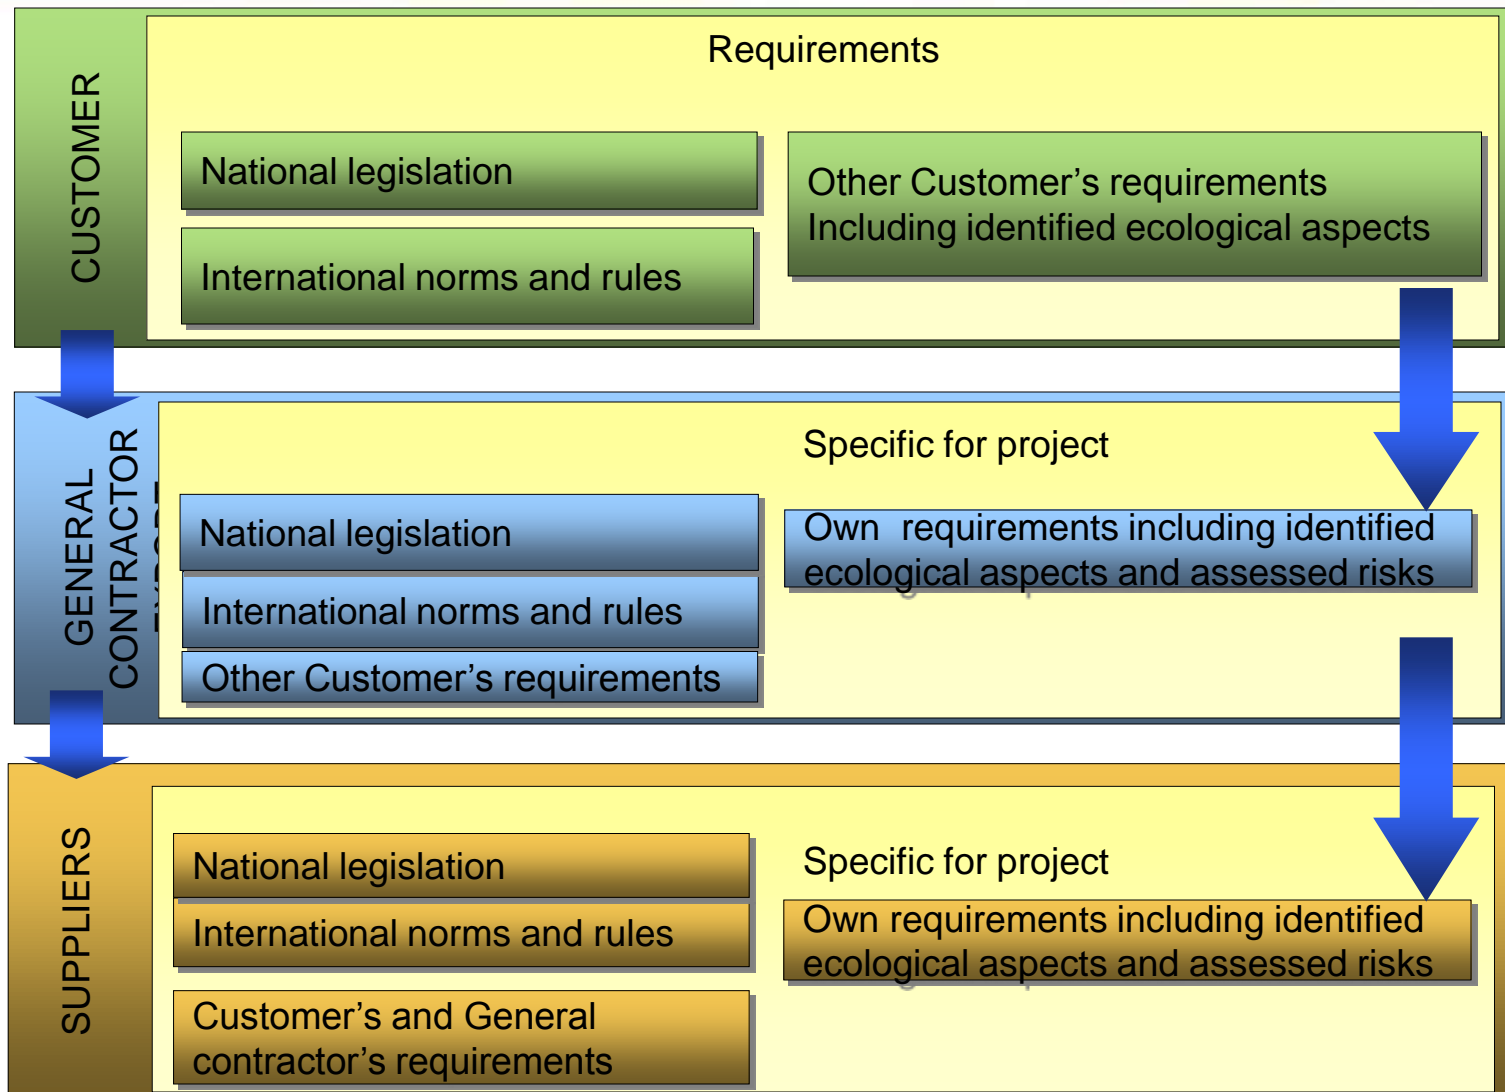 CUSTOMER
Requirements
National legislation
International norms and rules
Other Customer’s requirements
Including identified ecological aspects
GENERAL
CONTRACTOR
Specific for project
National legislation
International norms and rules
Other Customer’s requirements
Own requirements including identified
ecological aspects and assessed risks
SUPPLIERS
National legislation
International norms and rules
Customer’s and General
contractor’s requirements
Specific for project
Own requirements including identified
ecological aspects and assessed risks